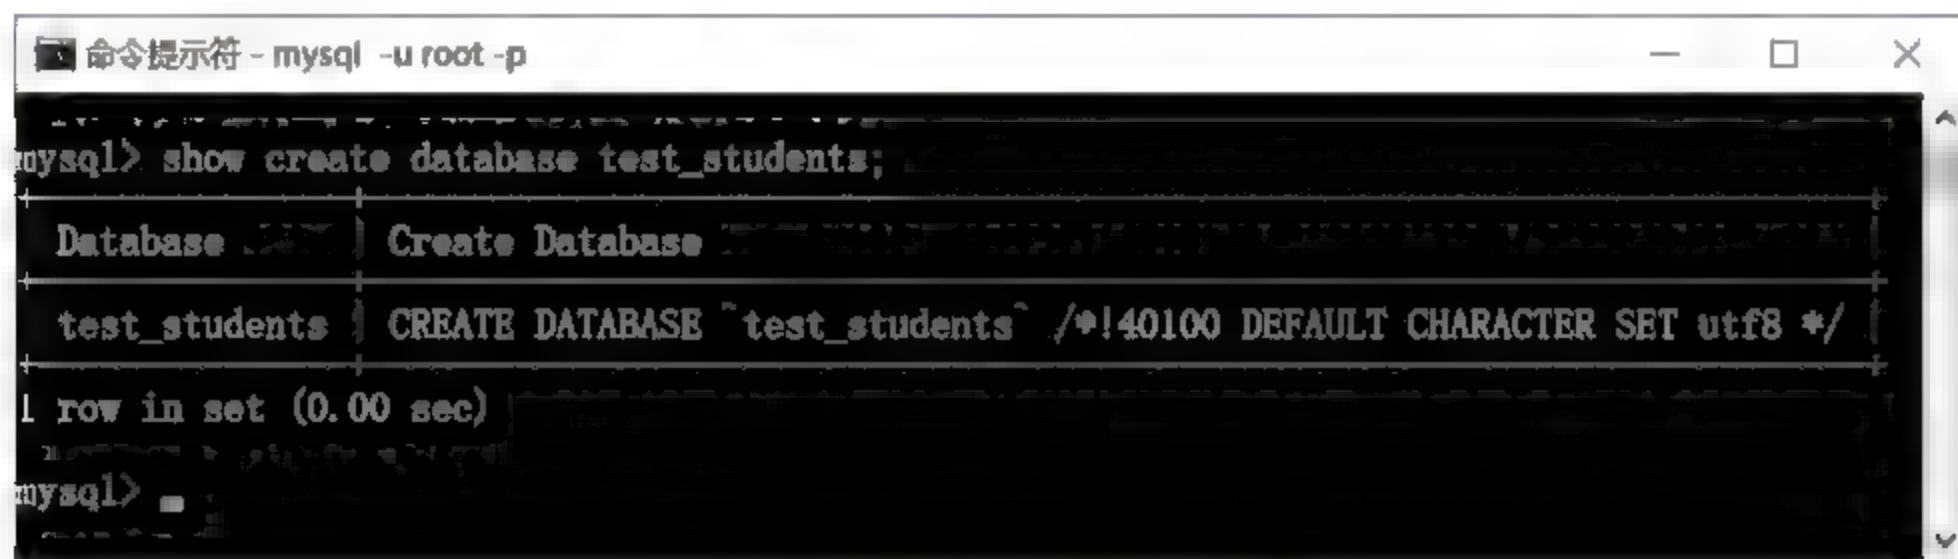 命令提示符 - mysql -u root -p
mysql> show create database test_students;
Database | Create Database
test_students | CREATE DATABASE `test_students` /*!40100 DEFAULT CHARACTER SET utf8 */
1 row in set (0.00 sec)
mysql>